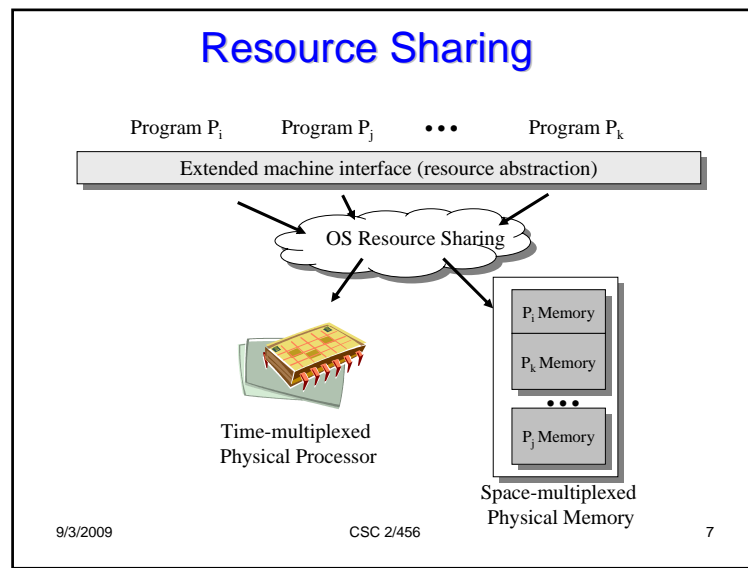 Resource Sharing
Program Pi Program Pj ••• Program Pk
Extended machine interface (resource abstraction)
OS Resource Sharing
Pi Memory
Pk Memory
•••
Pj Memory
Time-multiplexed
Physical Processor
Space-multiplexed
Physical Memory
9/3/2009 CSC 2/456 7